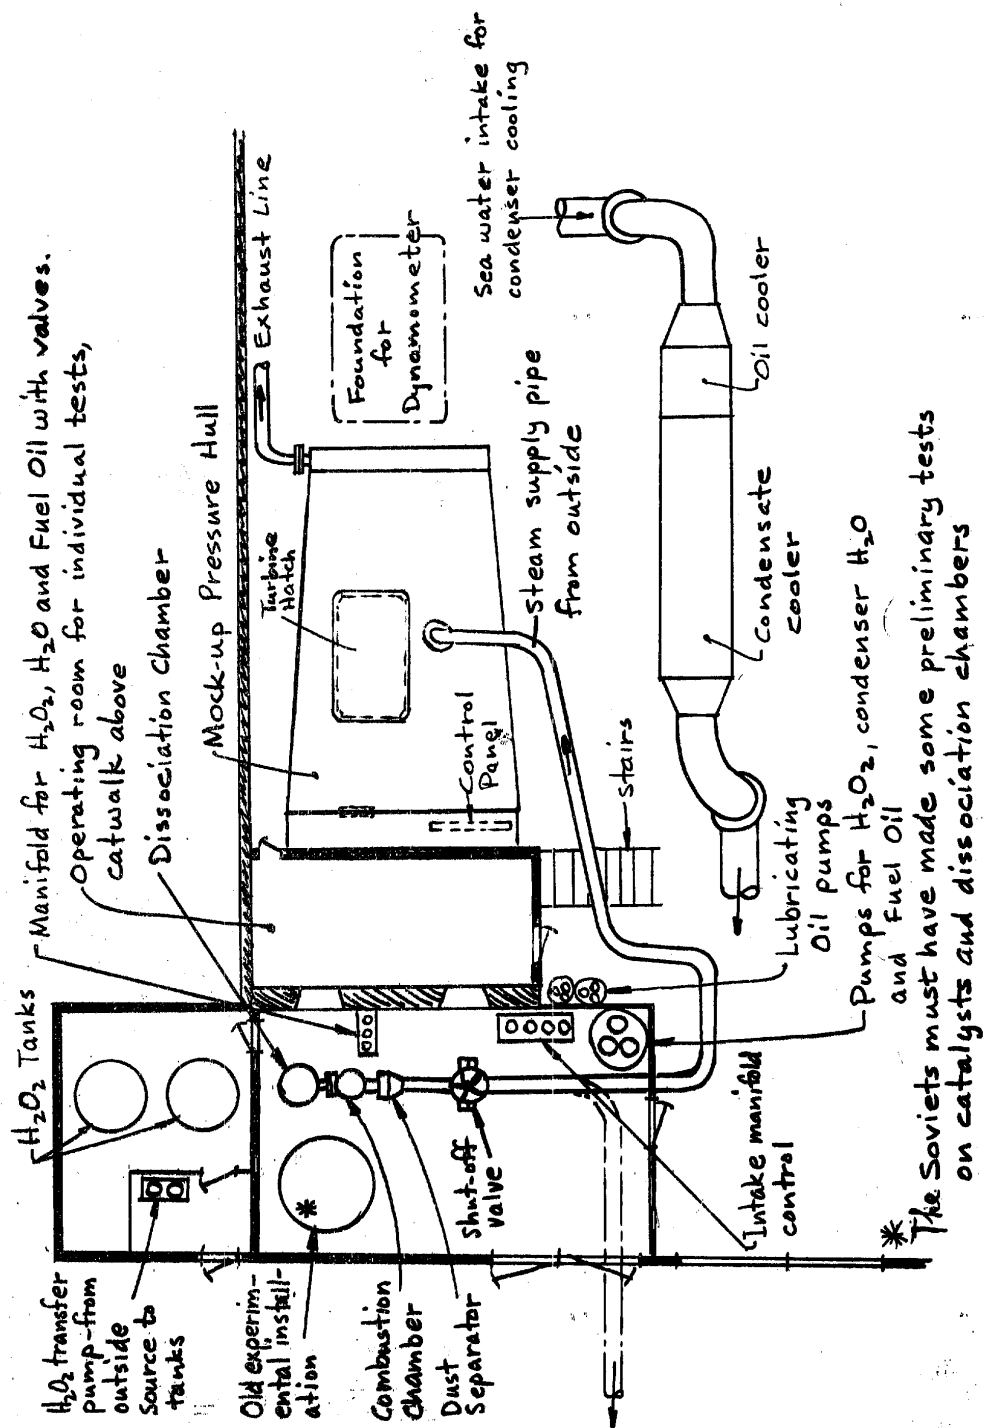 H₂O₂ Tanks
Manifold for H₂O₂, H₂O and Fuel Oil with valves.
Operating room for individual tests,
catwalk above
Dissociation Chamber
Mock-up Pressure Hull
Exhaust Line
H₂O₂ transfer
pump-from
outside
Source to
tanks
Turbine
Hatch
Foundation
for
Dynamometer
Control
Panel
Old experim-
ental install-
ation
*
Combustion
Chamber
Dust
Separator
Shut-off
valve
steam supply pipe
from outside
Sea water intake for
condenser cooling
stairs
Intake manifold
control
Lubricating
Oil pumps
Pumps for H₂O₂, condenser H₂O
and Fuel Oil
Condensate
cooler
Oil cooler
* The Soviets must have made some preliminary tests
on catalysts and dissociation chambers